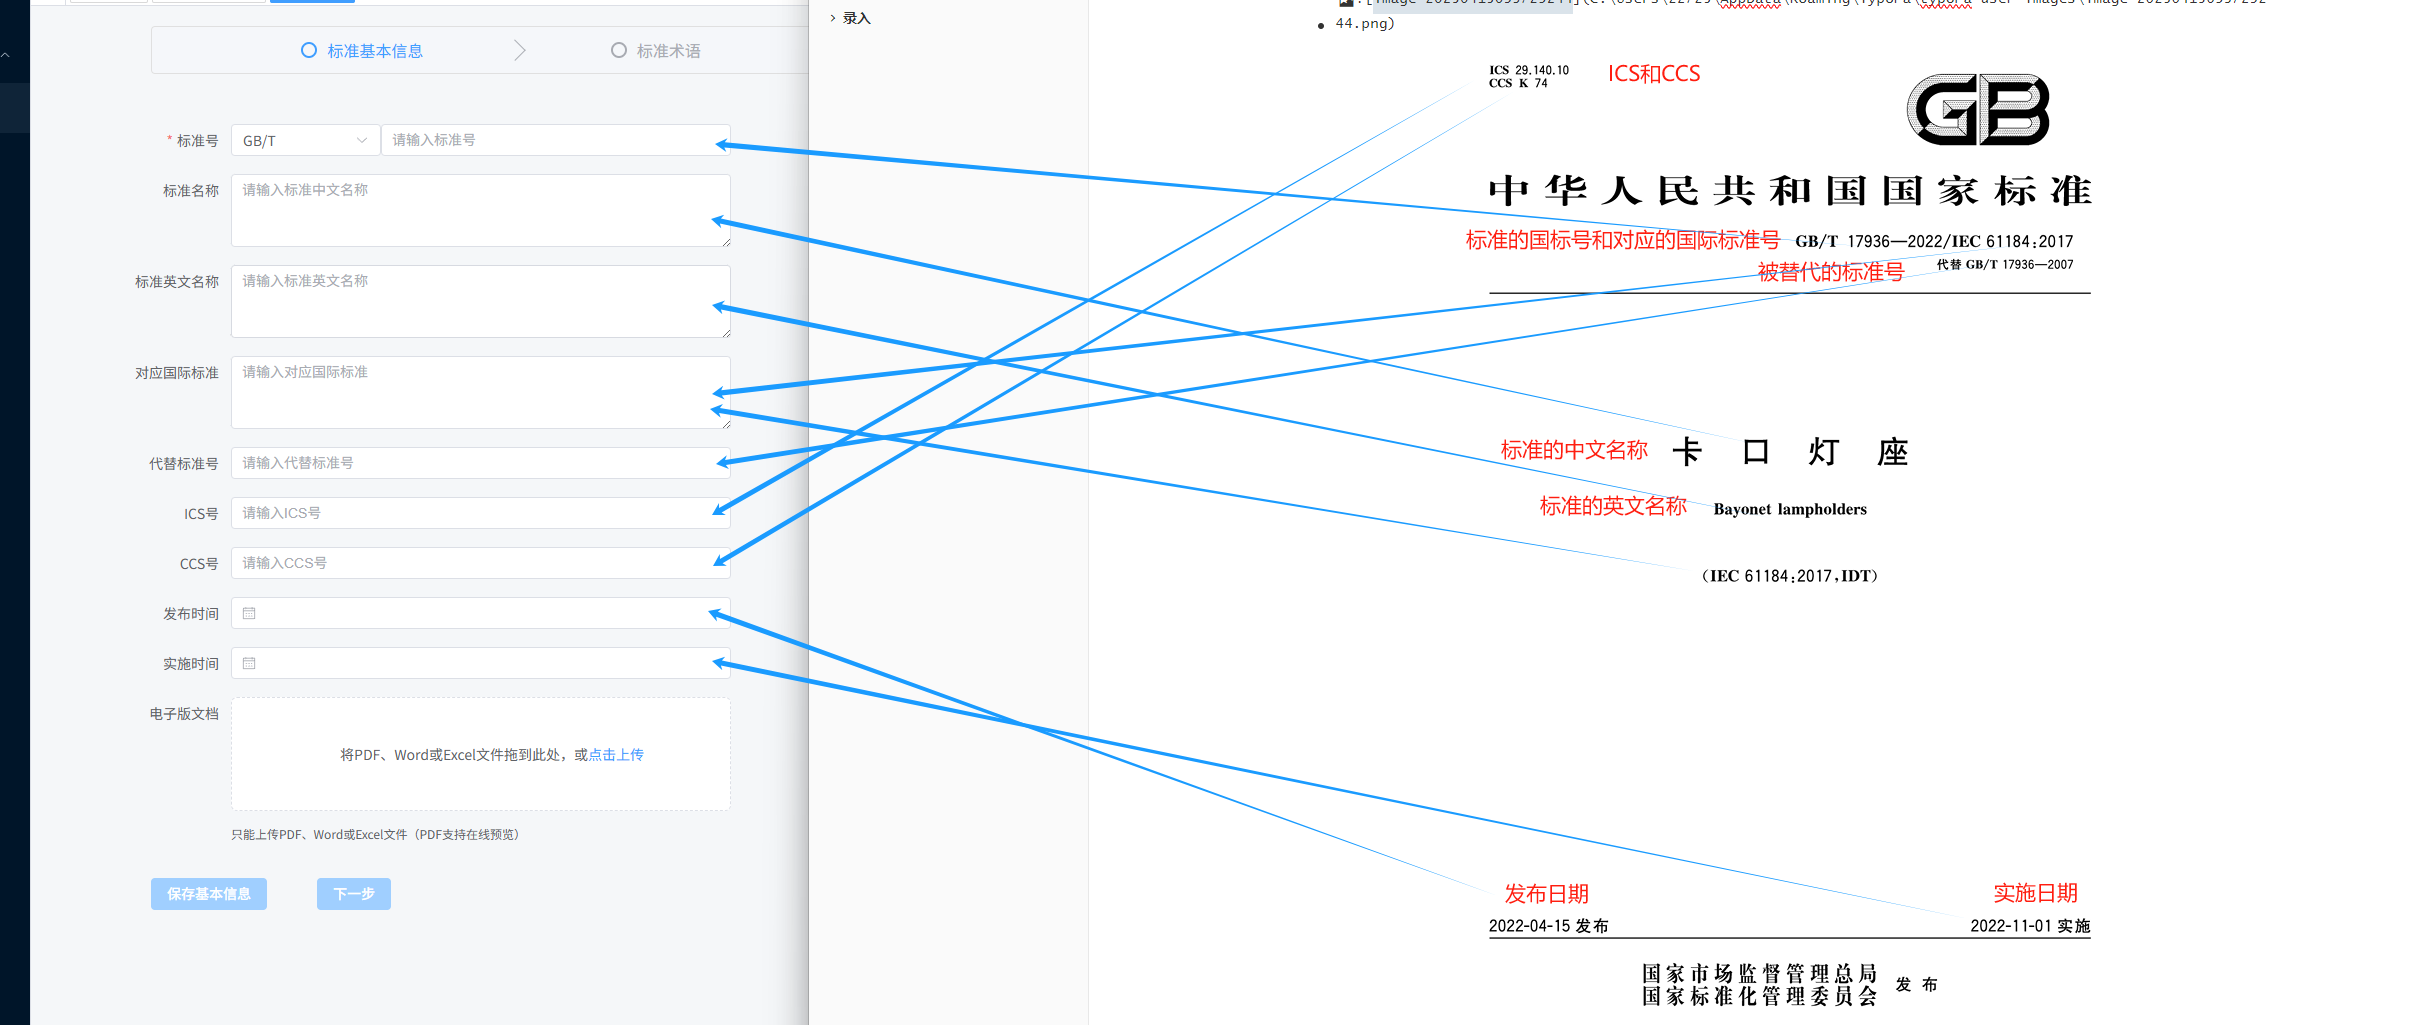 标准基本信息
标准术语
* 标准号
GB/T
请输入标准号
标准名称
请输入标准中文名称
标准英文名称
请输入标准英文名称
对应国际标准
请输入对应国际标准
代替标准号
请输入代替标准号
ICS号
请输入ICS号
CCS号
请输入CCS号
发布时间
实施时间
电子版文档
将PDF、Word或Excel文件拖到此处，或点击上传
只能上传PDF、Word或Excel文件（PDF支持在线预览）
保存基本信息
下一步
录入
44.png)
ICS 29.140.10
CCS K 74
ICS和CCS
GB
中华人民共和国国家标准
标准的国标号和对应的国际标准号
GB/T 17936—2022/IEC 61184:2017
被替代的标准号
代替 GB/T 17936—2007
标准的中文名称
卡口灯座
标准的英文名称
Bayonet lampholders
(IEC 61184:2017,IDT)
发布日期
实施日期
2022-04-15 发布
2022-11-01 实施
国家市场监督管理总局
国家标准化管理委员会
发布